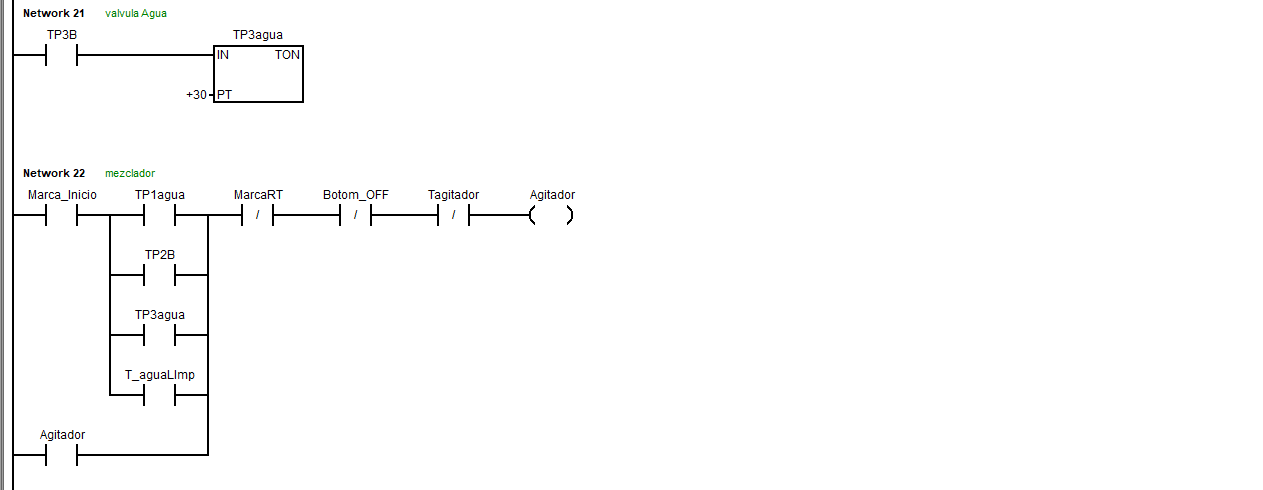 Network 21 valvula Agua
TP3B TP3agua
IN TON
+30 PT
Network 22 mezclador
Marca_Inicio TP1agua MarcaRT Botom_OFF Tagitador Agitador
/ / /
TP2B
TP3agua
T_aguaLImp
Agitador